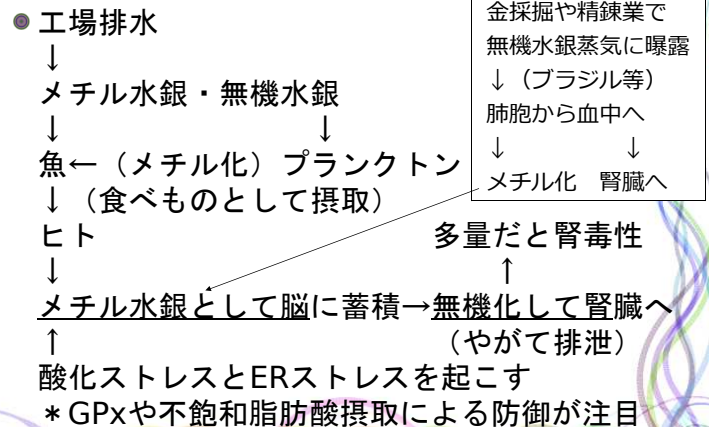 工場排水
↓
メチル水銀・無機水銀
↓ ↓
魚←（メチル化）プランクトン
↓（食べものとして摂取）
ヒト 多量だと腎毒性
↓ ↑
メチル水銀として脳に蓄積→無機化して腎臓へ
↑ （やがて排泄）
酸化ストレスとERストレスを起こす
＊GPxや不飽和脂肪酸摂取による防御が注目
金採掘や精錬業で
無機水銀蒸気に曝露
↓（ブラジル等）
肺胞から血中へ
↓ ↓
メチル化 腎臓へ